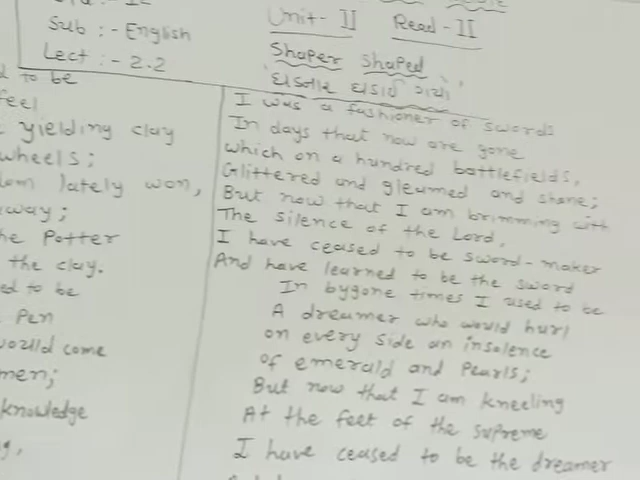 Sub :- English
Lect :- 2.2
Unit - II Read - II
Shaper Shaped
'ઘડનાર ઘડાઈ ગયો'
to be
feel
yielding clay
wheels;
lately won,
away;
Potter
the clay.
to be
Pen
would come
men;
knowledge
I was a fashioner of swords
In days that now are gone
which on a hundred battlefields,
Glittered and gleamed and shone;
But now that I am brimming with
The silence of the Lord,
I have ceased to be sword-maker
And have learned to be the sword
In bygone times I used to be
A dreamer who would hurl
on every side an insolence
of emerald and Pearls;
But now that I am kneeling
At the feet of the supreme
I have ceased to be the dreamer